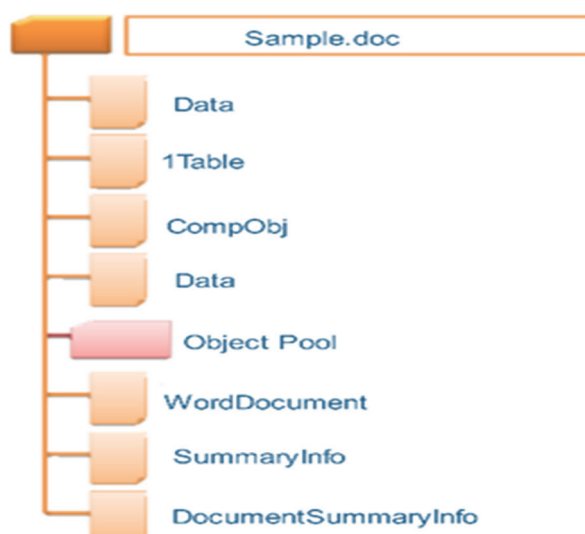 Sample.doc
Data
1Table
CompObj
Data
Object Pool
WordDocument
SummaryInfo
DocumentSummaryInfo